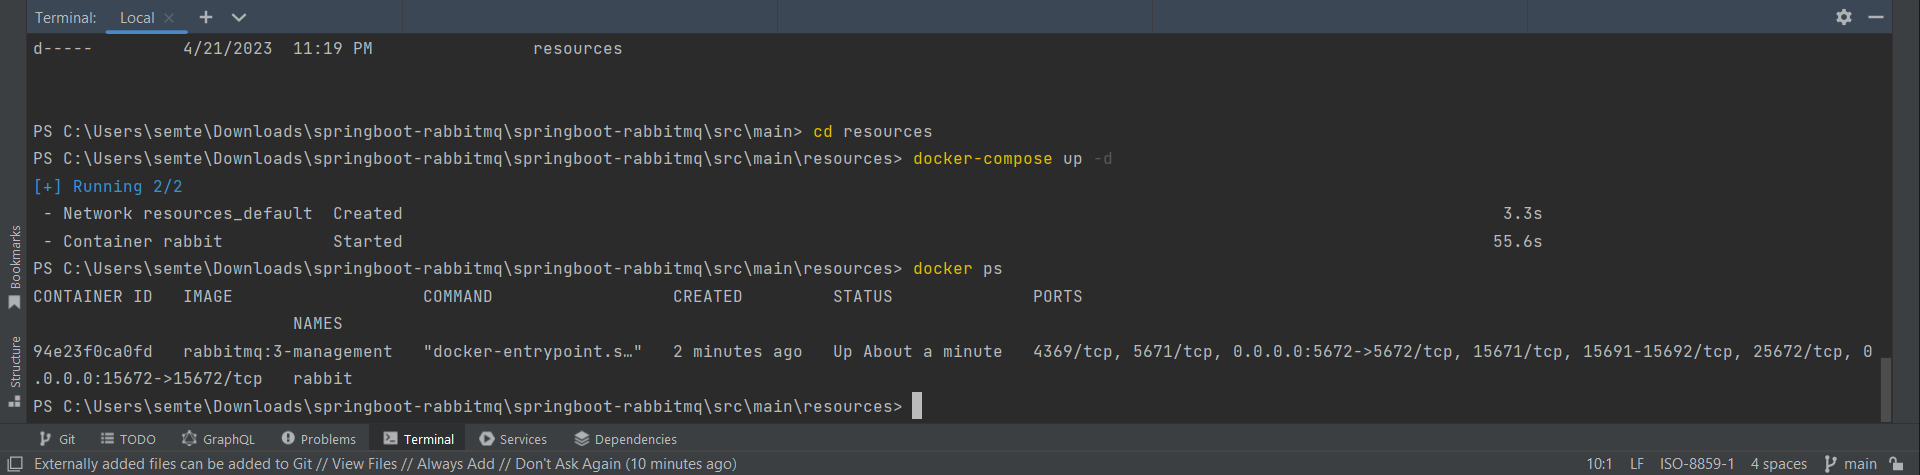 Terminal: Local
d----- 4/21/2023 11:19 PM resources
PS C:\Users\semte\Downloads\springboot-rabbitmq\springboot-rabbitmq\src\main> cd resources
PS C:\Users\semte\Downloads\springboot-rabbitmq\springboot-rabbitmq\src\main\resources> docker-compose up -d
[+] Running 2/2
- Network resources_default Created 3.3s
- Container rabbit Started 55.6s
PS C:\Users\semte\Downloads\springboot-rabbitmq\springboot-rabbitmq\src\main\resources> docker ps
CONTAINER ID IMAGE COMMAND CREATED STATUS PORTS
NAMES
94e23f0ca0fd rabbitmq:3-management "docker-entrypoint.s…" 2 minutes ago Up About a minute 4369/tcp, 5671/tcp, 0.0.0.0:5672->5672/tcp, 15671/tcp, 15691-15692/tcp, 25672/tcp, 0
.0.0.0:15672->15672/tcp rabbit
PS C:\Users\semte\Downloads\springboot-rabbitmq\springboot-rabbitmq\src\main\resources>
Bookmarks
Structure
Git TODO GraphQL Problems Terminal Services Dependencies
Externally added files can be added to Git // View Files // Always Add // Don't Ask Again (10 minutes ago) 10:1 LF ISO-8859-1 4 spaces main